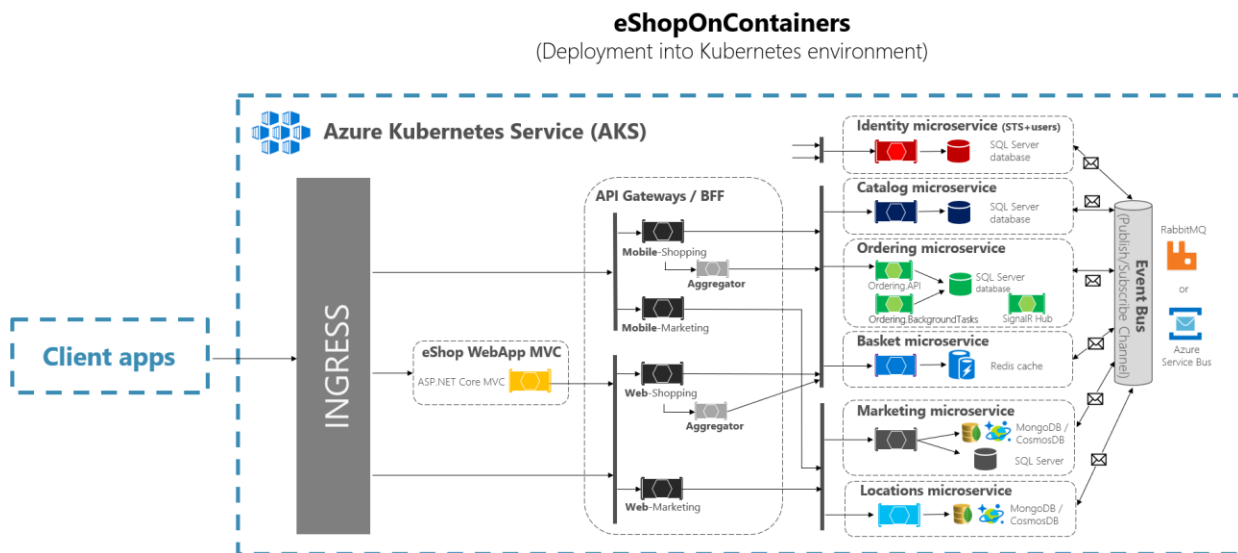 eShopOnContainers
(Deployment into Kubernetes environment)
Azure Kubernetes Service (AKS)
Client apps
INGRESS
eShop WebApp MVC
ASP.NET Core MVC
API Gateways / BFF
Mobile-Shopping
Aggregator
Mobile-Marketing
Web-Shopping
Aggregator
Web-Marketing
Identity microservice (STS+users)
SQL Server
database
Catalog microservice
SQL Server
database
Ordering microservice
Ordering.API
SQL Server
database
Ordering.BackgroundTasks
SignalR Hub
Basket microservice
Redis cache
Marketing microservice
MongoDB /
CosmosDB
SQL Server
Locations microservice
MongoDB /
CosmosDB
Event Bus
(Publish/Subscribe Channel)
RabbitMQ
or
Azure
Service Bus